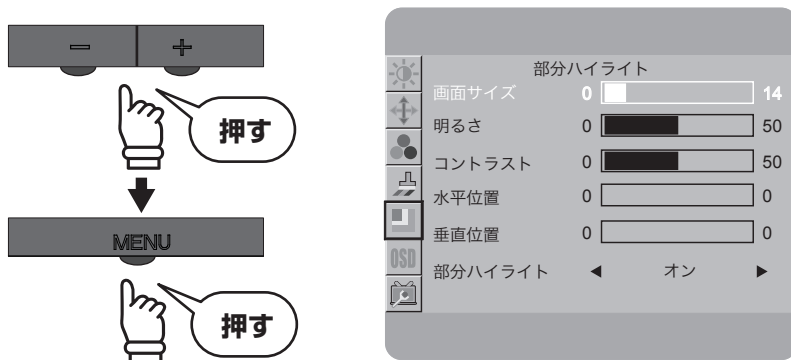 − +
押す
MENU
押す
部分ハイライト
画面サイズ 0 14
明るさ 0 50
コントラスト 0 50
水平位置 0 0
垂直位置 0 0
OSD
部分ハイライト ◀ オン ▶